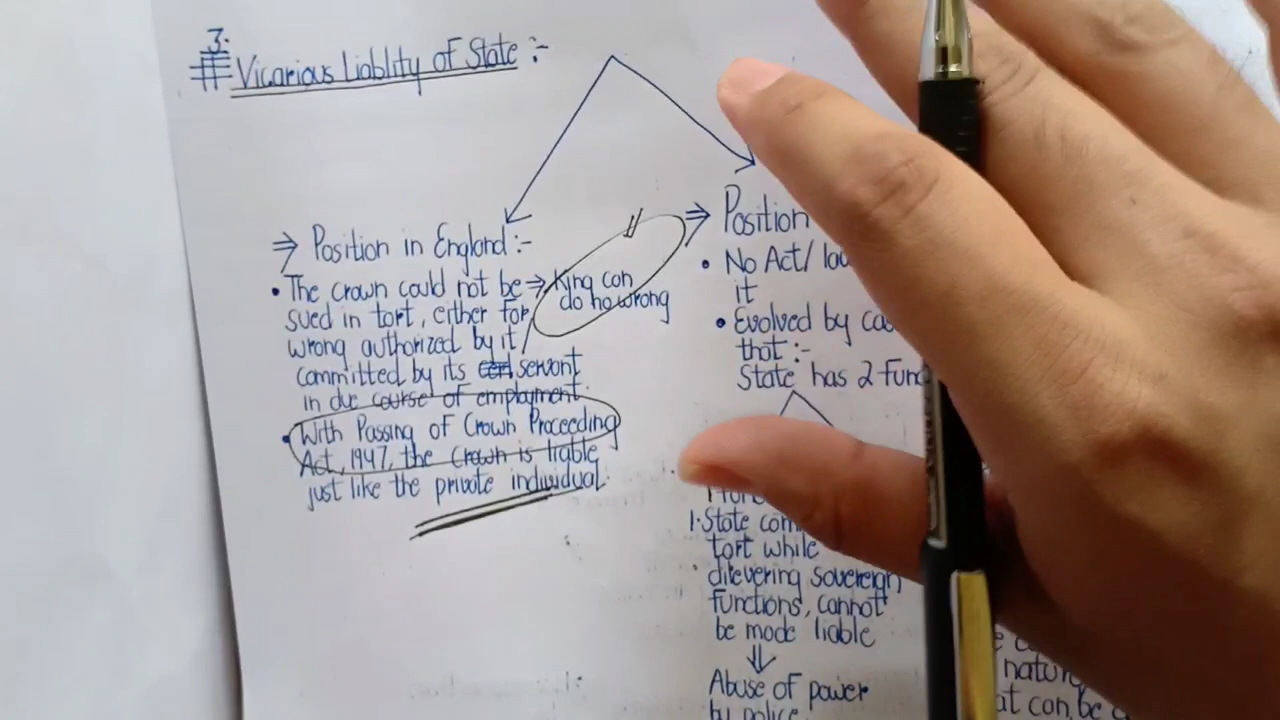 3.
# Vicarious Liablity of State :-
⇒ Position in England :-
• The crown could not be ⇒ King can
sued in tort, either for do no wrong
wrong authorized by it
committed by its servant
in due course of employment.
• With Passing of Crown Proceeding
Act, 1947, the Crown is liable
just like the private individual.
⇒ Position
• No Act/
it
• Evolved by
that :-
State has 2
1. State
tort while
dilevering sovereign
functions, cannot
be made liable
⇓
Abuse of power
by police